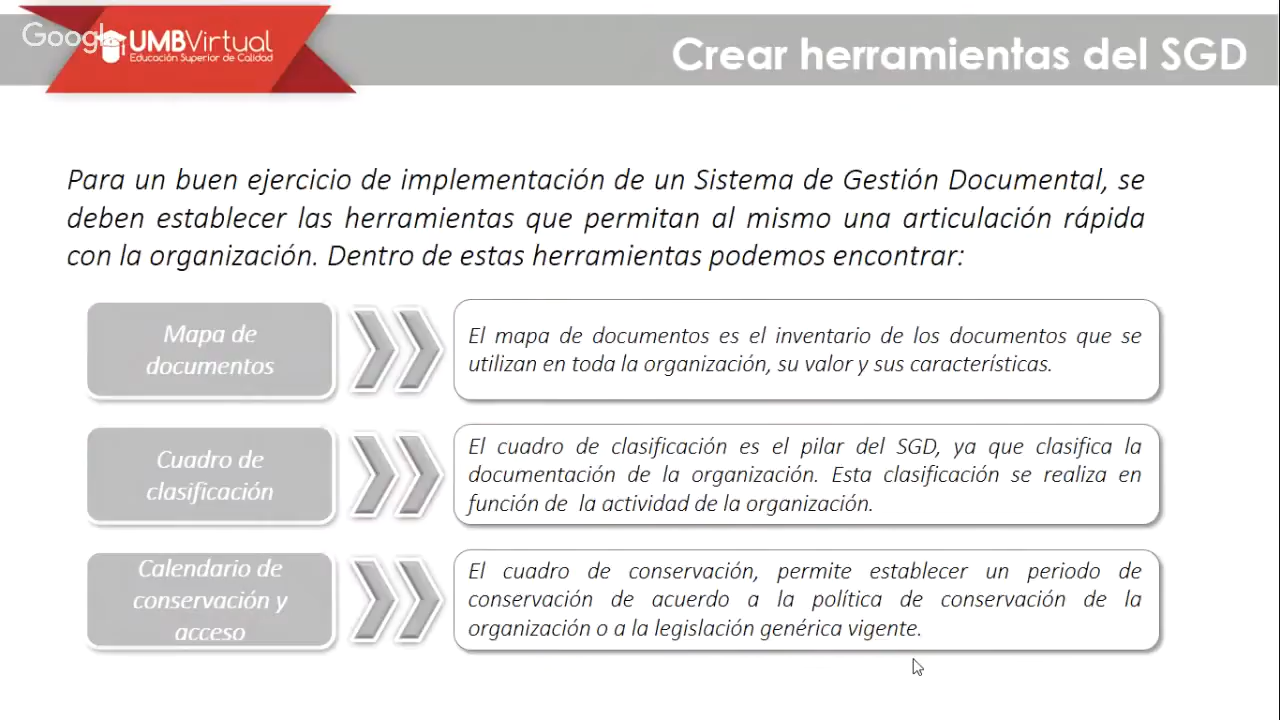 Google
UMBVirtual
Educación Superior de Calidad
Crear herramientas del SGD
Para un buen ejercicio de implementación de un Sistema de Gestión Documental, se
deben establecer las herramientas que permitan al mismo una articulación rápida
con la organización. Dentro de estas herramientas podemos encontrar:
Mapa de
documentos
El mapa de documentos es el inventario de los documentos que se
utilizan en toda la organización, su valor y sus características.
Cuadro de
clasificación
El cuadro de clasificación es el pilar del SGD, ya que clasifica la
documentación de la organización. Esta clasificación se realiza en
función de la actividad de la organización.
Calendario de
conservación y
acceso
El cuadro de conservación, permite establecer un periodo de
conservación de acuerdo a la política de conservación de la
organización o a la legislación genérica vigente.